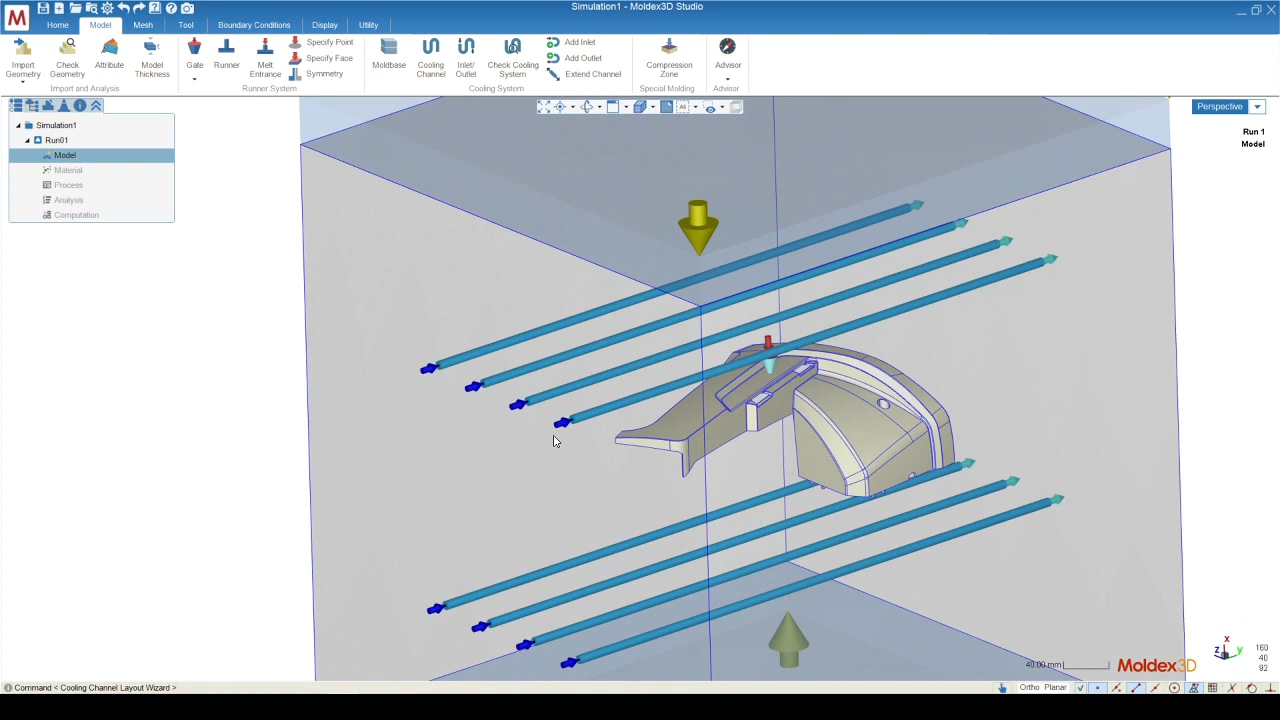 Simulation1 - Moldex3D Studio
M
Home Model Mesh Tool Boundary Conditions Display Utility
Import Geometry
Check Geometry
Attribute
Model Thickness
Gate
Runner
Melt Entrance
Specify Point
Specify Face
Symmetry
Moldbase
Cooling Channel
Inlet/ Outlet
Check Cooling System
Add Inlet
Add Outlet
Extend Channel
Compression Zone
Advisor
Import and Analysis
Runner System
Cooling System
Special Molding
Advisor
Perspective
Simulation1
Run01
Model
Material
Process
Analysis
Computation
Run 1
Model
x
z y
160
40
92
40.00 mm
Moldex3D
Command < Cooling Channel Layout Wizard >
Ortho Planar